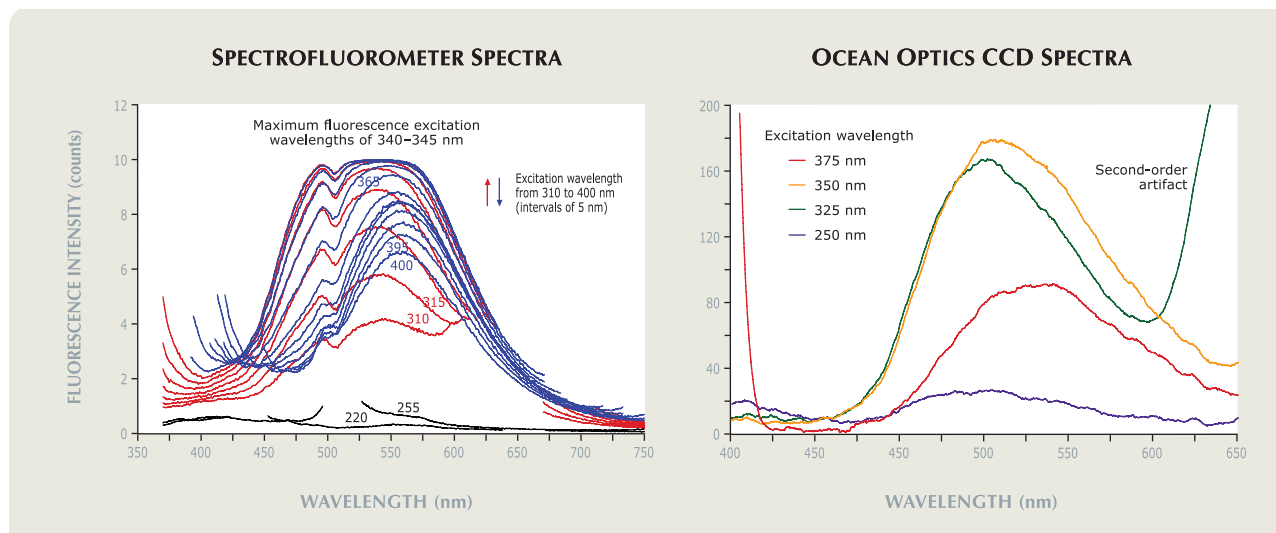 SPECTROFLUOROMETER SPECTRA
FLUORESCENCE INTENSITY (counts)
12
10
8
6
4
2
0
Maximum fluorescence excitation
wavelengths of 340–345 nm
Excitation wavelength
from 310 to 400 nm
(intervals of 5 nm)
365
395
400
315
310
255
220
350
400
450
500
550
600
650
700
750
WAVELENGTH (nm)
OCEAN OPTICS CCD SPECTRA
200
160
120
80
40
0
Excitation wavelength
375 nm
350 nm
325 nm
250 nm
Second-order
artifact
400
450
500
550
600
650
WAVELENGTH (nm)